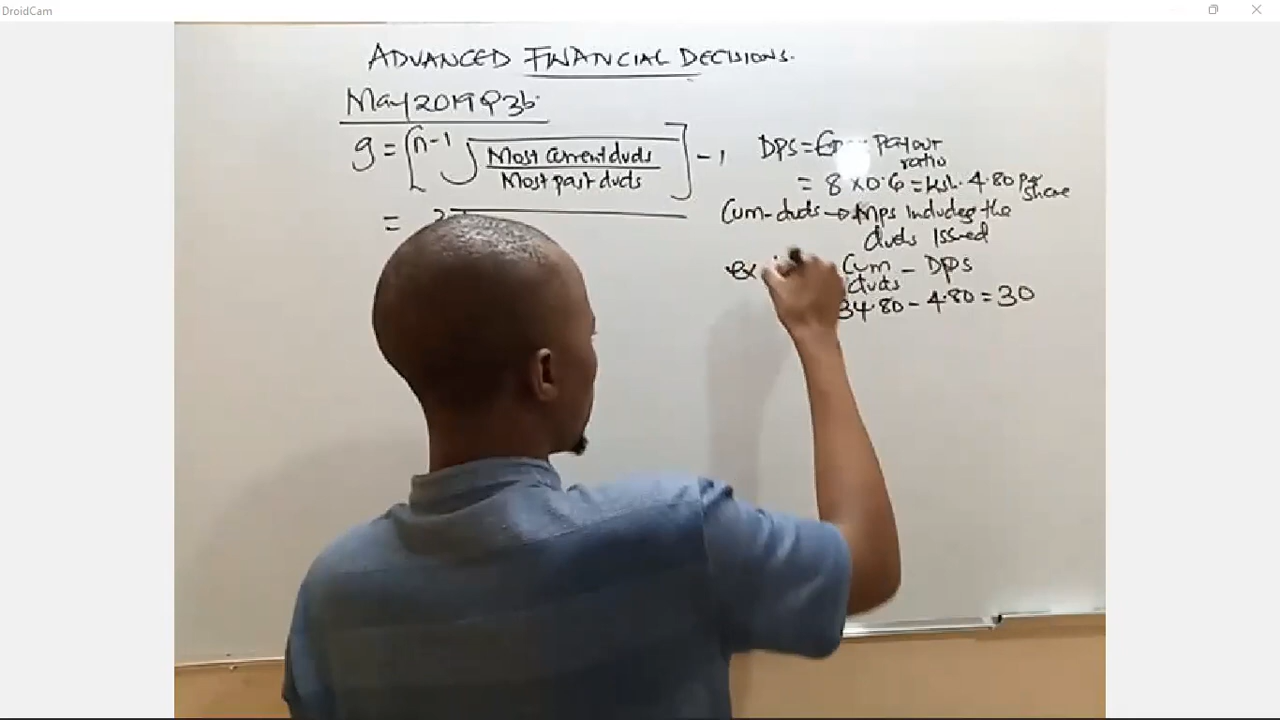 DroidCam
ADVANCED FINANCIAL DECISIONS.
May 2019 Q3b.
g = [n-1√ Most current dvds / Most past dvds ] - 1
=
DPS = Payout ratio
= 8 x 0.6 = ksh. 4.80 per share
Cum-dvds → Mps includes the
dvds issued
ex Cum dvds - DPS
34.80 - 4.80 = 30